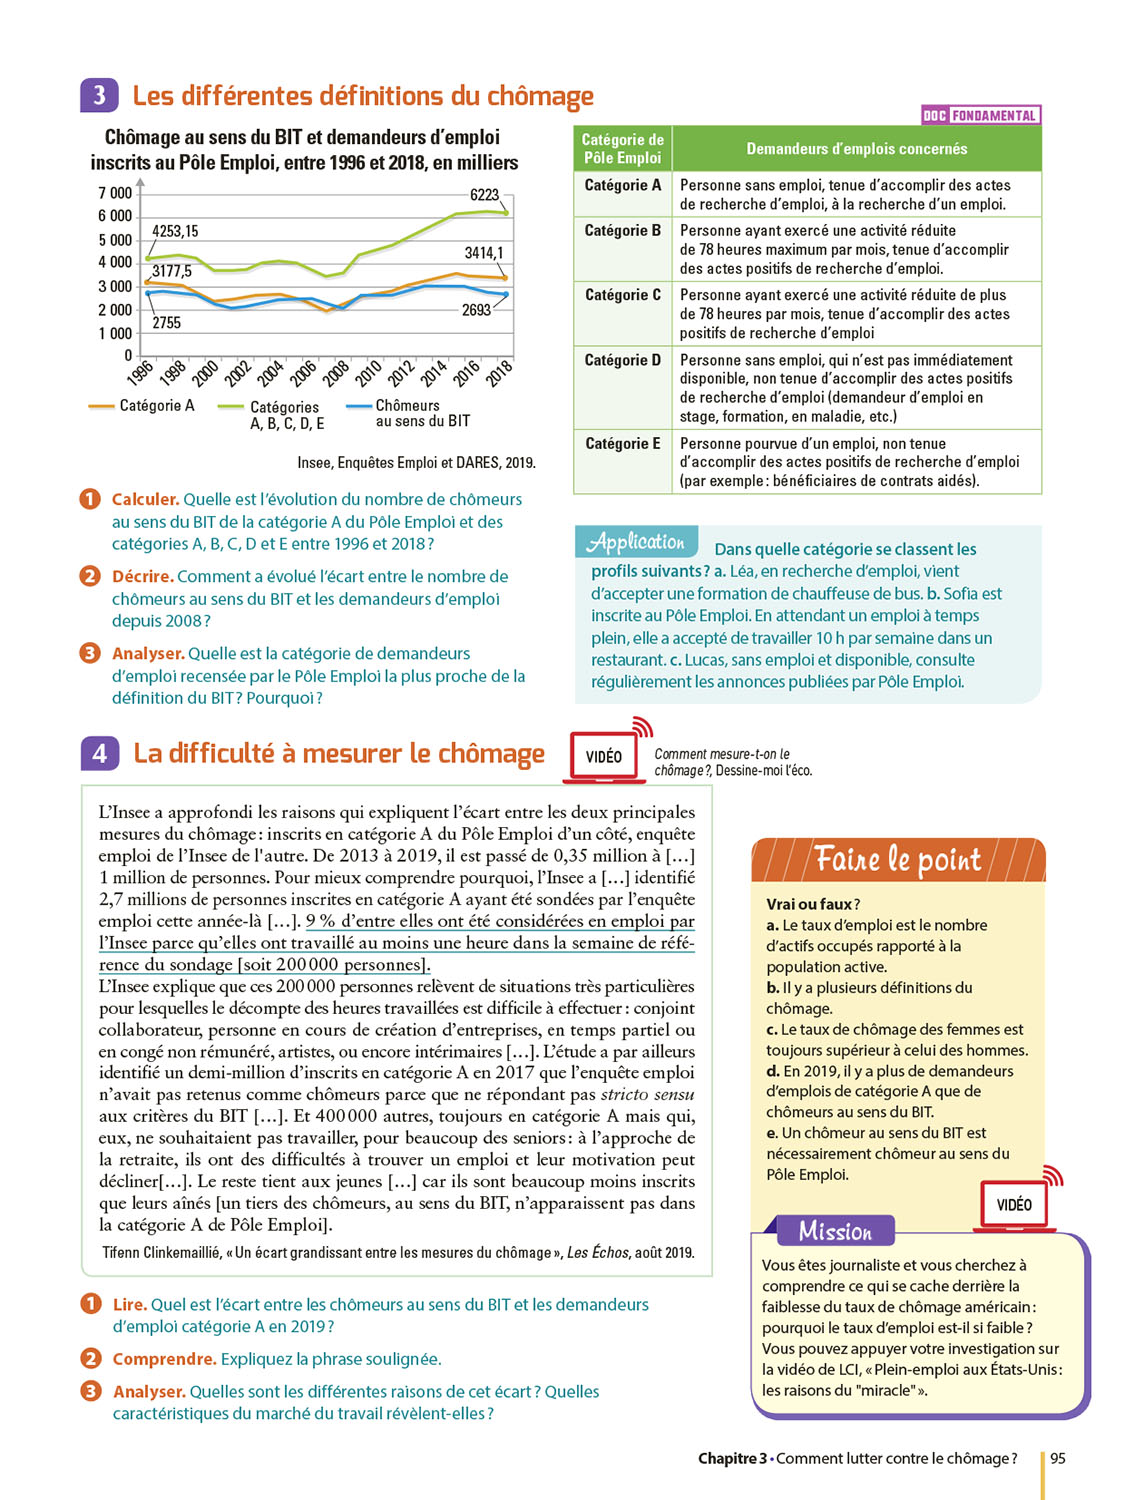 3 Les différentes définitions du chômage
Chômage au sens du BIT et demandeurs d'emploi
inscrits au Pôle Emploi, entre 1996 et 2018, en milliers
7 000
6 000
5 000
4 000
3 000
2 000
1 000
0
4253,15
3177,5
2755
6223
3414,1
2693
1996 1998 2000 2002 2004 2006 2008 2010 2012 2014 2016 2018
Catégorie A
Catégories
A, B, C, D, E
Chômeurs
au sens du BIT
Insee, Enquêtes Emploi et DARES, 2019.
DOC FONDAMENTAL
Catégorie de
Pôle Emploi
Demandeurs d'emplois concernés
Catégorie A
Personne sans emploi, tenue d'accomplir des actes
de recherche d'emploi, à la recherche d'un emploi.
Catégorie B
Personne ayant exercé une activité réduite
de 78 heures maximum par mois, tenue d'accomplir
des actes positifs de recherche d'emploi.
Catégorie C
Personne ayant exercé une activité réduite de plus
de 78 heures par mois, tenue d'accomplir des actes
positifs de recherche d'emploi
Catégorie D
Personne sans emploi, qui n'est pas immédiatement
disponible, non tenue d'accomplir des actes positifs
de recherche d'emploi (demandeur d'emploi en
stage, formation, en maladie, etc.)
Catégorie E
Personne pourvue d'un emploi, non tenue
d'accomplir des actes positifs de recherche d'emploi
(par exemple : bénéficiaires de contrats aidés).
1 Calculer. Quelle est l'évolution du nombre de chômeurs
au sens du BIT de la catégorie A du Pôle Emploi et des
catégories A, B, C, D et E entre 1996 et 2018 ?
2 Décrire. Comment a évolué l'écart entre le nombre de
chômeurs au sens du BIT et les demandeurs d'emploi
depuis 2008 ?
3 Analyser. Quelle est la catégorie de demandeurs
d'emploi recensée par le Pôle Emploi la plus proche de la
définition du BIT ? Pourquoi ?
Application
Dans quelle catégorie se classent les
profils suivants ? a. Léa, en recherche d'emploi, vient
d'accepter une formation de chauffeuse de bus. b. Sofia est
inscrite au Pôle Emploi. En attendant un emploi à temps
plein, elle a accepté de travailler 10 h par semaine dans un
restaurant. c. Lucas, sans emploi et disponible, consulte
régulièrement les annonces publiées par Pôle Emploi.
4 La difficulté à mesurer le chômage
VIDÉO
Comment mesure-t-on le
chômage ?, Dessine-moi l'éco.
L'Insee a approfondi les raisons qui expliquent l'écart entre les deux principales
mesures du chômage : inscrits en catégorie A du Pôle Emploi d'un côté, enquête
emploi de l'Insee de l'autre. De 2013 à 2019, il est passé de 0,35 million à [...]
1 million de personnes. Pour mieux comprendre pourquoi, l'Insee a [...] identifié
2,7 millions de personnes inscrites en catégorie A ayant été sondées par l'enquête
emploi cette année-là [...]. 9 % d'entre elles ont été considérées en emploi par
l'Insee parce qu'elles ont travaillé au moins une heure dans la semaine de réfé-
rence du sondage [soit 200 000 personnes].
L'Insee explique que ces 200 000 personnes relèvent de situations très particulières
pour lesquelles le décompte des heures travaillées est difficile à effectuer : conjoint
collaborateur, personne en cours de création d'entreprises, en temps partiel ou
en congé non rémunéré, artistes, ou encore intérimaires [...]. L'étude a par ailleurs
identifié un demi-million d'inscrits en catégorie A en 2017 que l'enquête emploi
n'avait pas retenus comme chômeurs parce que ne répondant pas stricto sensu
aux critères du BIT [...]. Et 400 000 autres, toujours en catégorie A mais qui,
eux, ne souhaitaient pas travailler, pour beaucoup des seniors : à l'approche de
la retraite, ils ont des difficultés à trouver un emploi et leur motivation peut
décliner[...]. Le reste tient aux jeunes [...] car ils sont beaucoup moins inscrits
que leurs aînés [un tiers des chômeurs, au sens du BIT, n'apparaissent pas dans
la catégorie A de Pôle Emploi].
Tifenn Clinkemaillié, « Un écart grandissant entre les mesures du chômage », Les Échos, août 2019.
1 Lire. Quel est l'écart entre les chômeurs au sens du BIT et les demandeurs
d'emploi catégorie A en 2019 ?
2 Comprendre. Expliquez la phrase soulignée.
3 Analyser. Quelles sont les différentes raisons de cet écart ? Quelles
caractéristiques du marché du travail révèlent-elles ?
Faire le point
Vrai ou faux ?
a. Le taux d'emploi est le nombre
d'actifs occupés rapporté à la
population active.
b. Il y a plusieurs définitions du
chômage.
c. Le taux de chômage des femmes est
toujours supérieur à celui des hommes.
d. En 2019, il y a plus de demandeurs
d'emplois de catégorie A que de
chômeurs au sens du BIT.
e. Un chômeur au sens du BIT est
nécessairement chômeur au sens du
Pôle Emploi.
VIDÉO
Mission
Vous êtes journaliste et vous cherchez à
comprendre ce qui se cache derrière la
faiblesse du taux de chômage américain :
pourquoi le taux d'emploi est-il si faible ?
Vous pouvez appuyer votre investigation sur
la vidéo de LCI, « Plein-emploi aux États-Unis :
les raisons du "miracle" ».
Chapitre 3 • Comment lutter contre le chômage ? 95